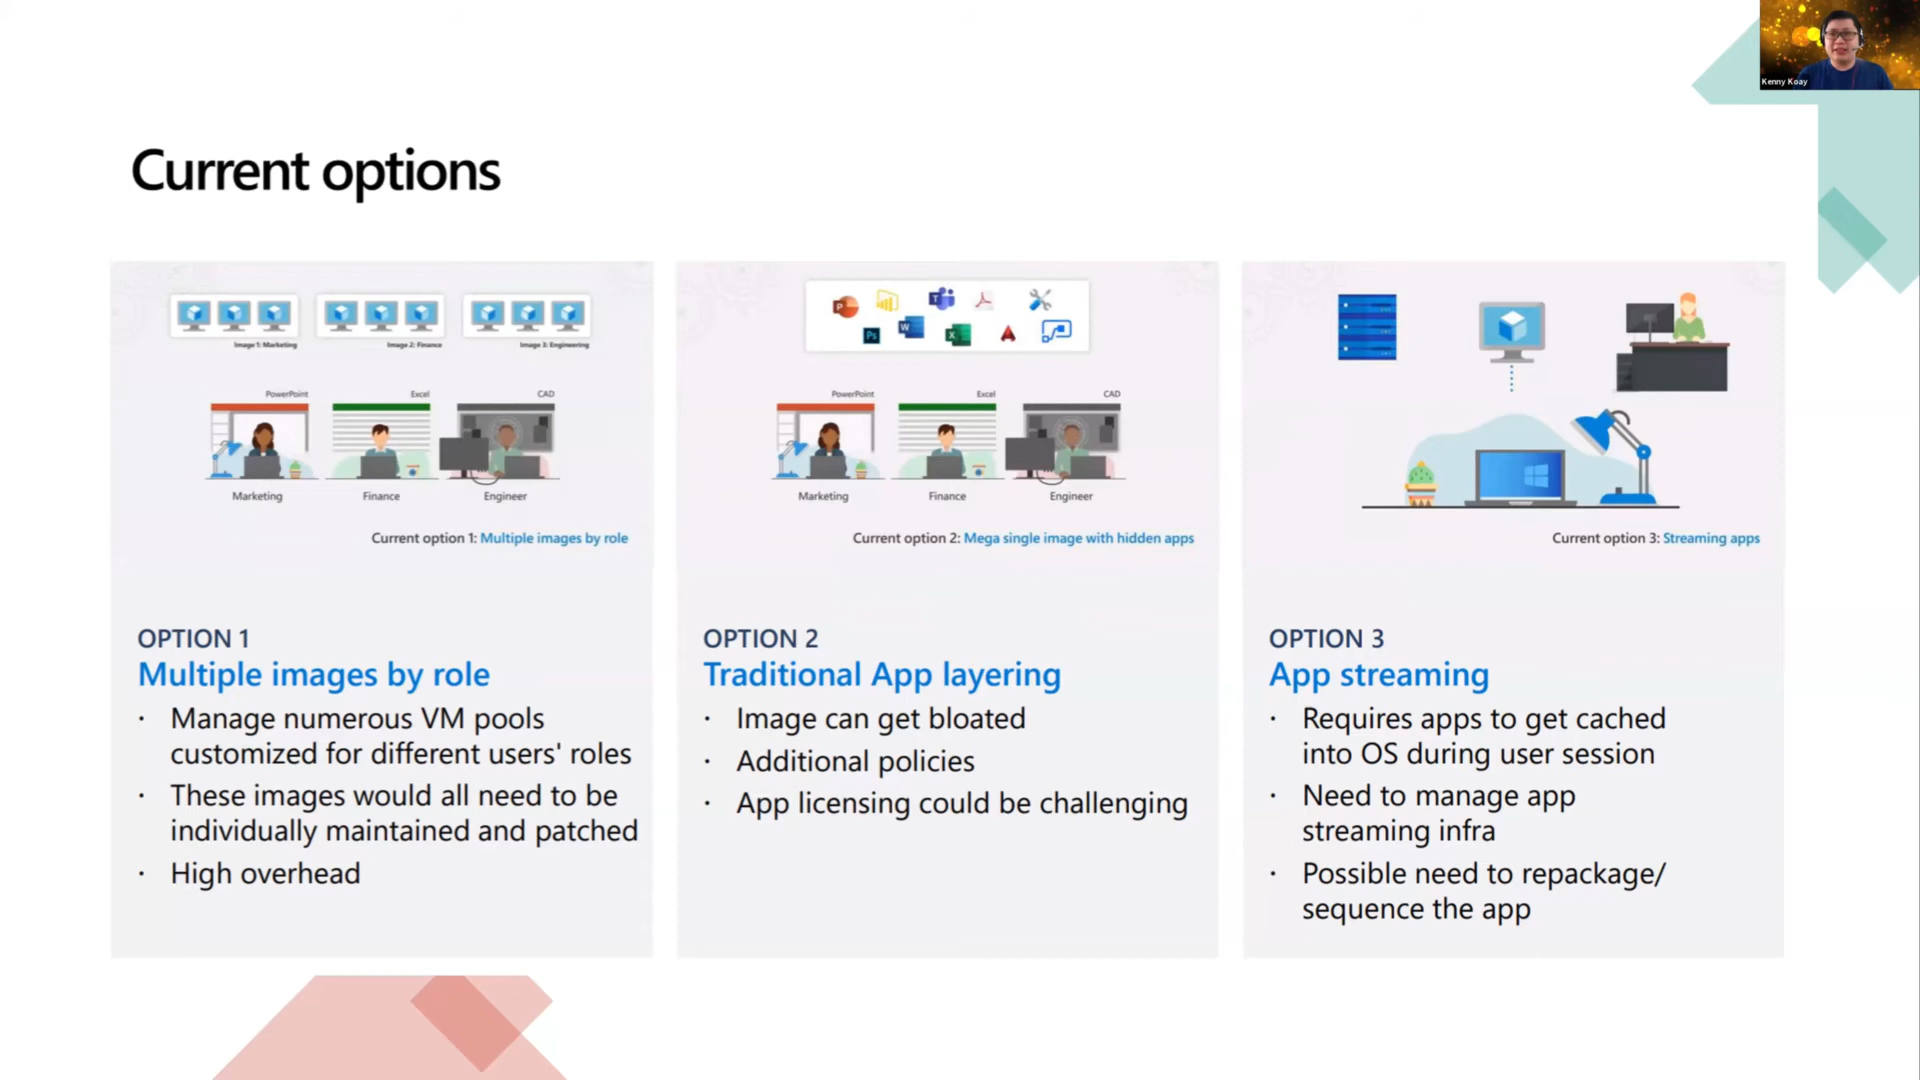 Kenny Koay
Current options
Image 1: Marketing
Image 2: Finance
Image 3: Engineering
PowerPoint
Excel
CAD
Marketing
Finance
Engineer
Current option 1: Multiple images by role
OPTION 1
Multiple images by role
· Manage numerous VM pools
customized for different users' roles
· These images would all need to be
individually maintained and patched
· High overhead
P
T
Ps
W
X
PowerPoint
Excel
CAD
Marketing
Finance
Engineer
Current option 2: Mega single image with hidden apps
OPTION 2
Traditional App layering
· Image can get bloated
· Additional policies
· App licensing could be challenging
Current option 3: Streaming apps
OPTION 3
App streaming
· Requires apps to get cached
into OS during user session
· Need to manage app
streaming infra
· Possible need to repackage/
sequence the app